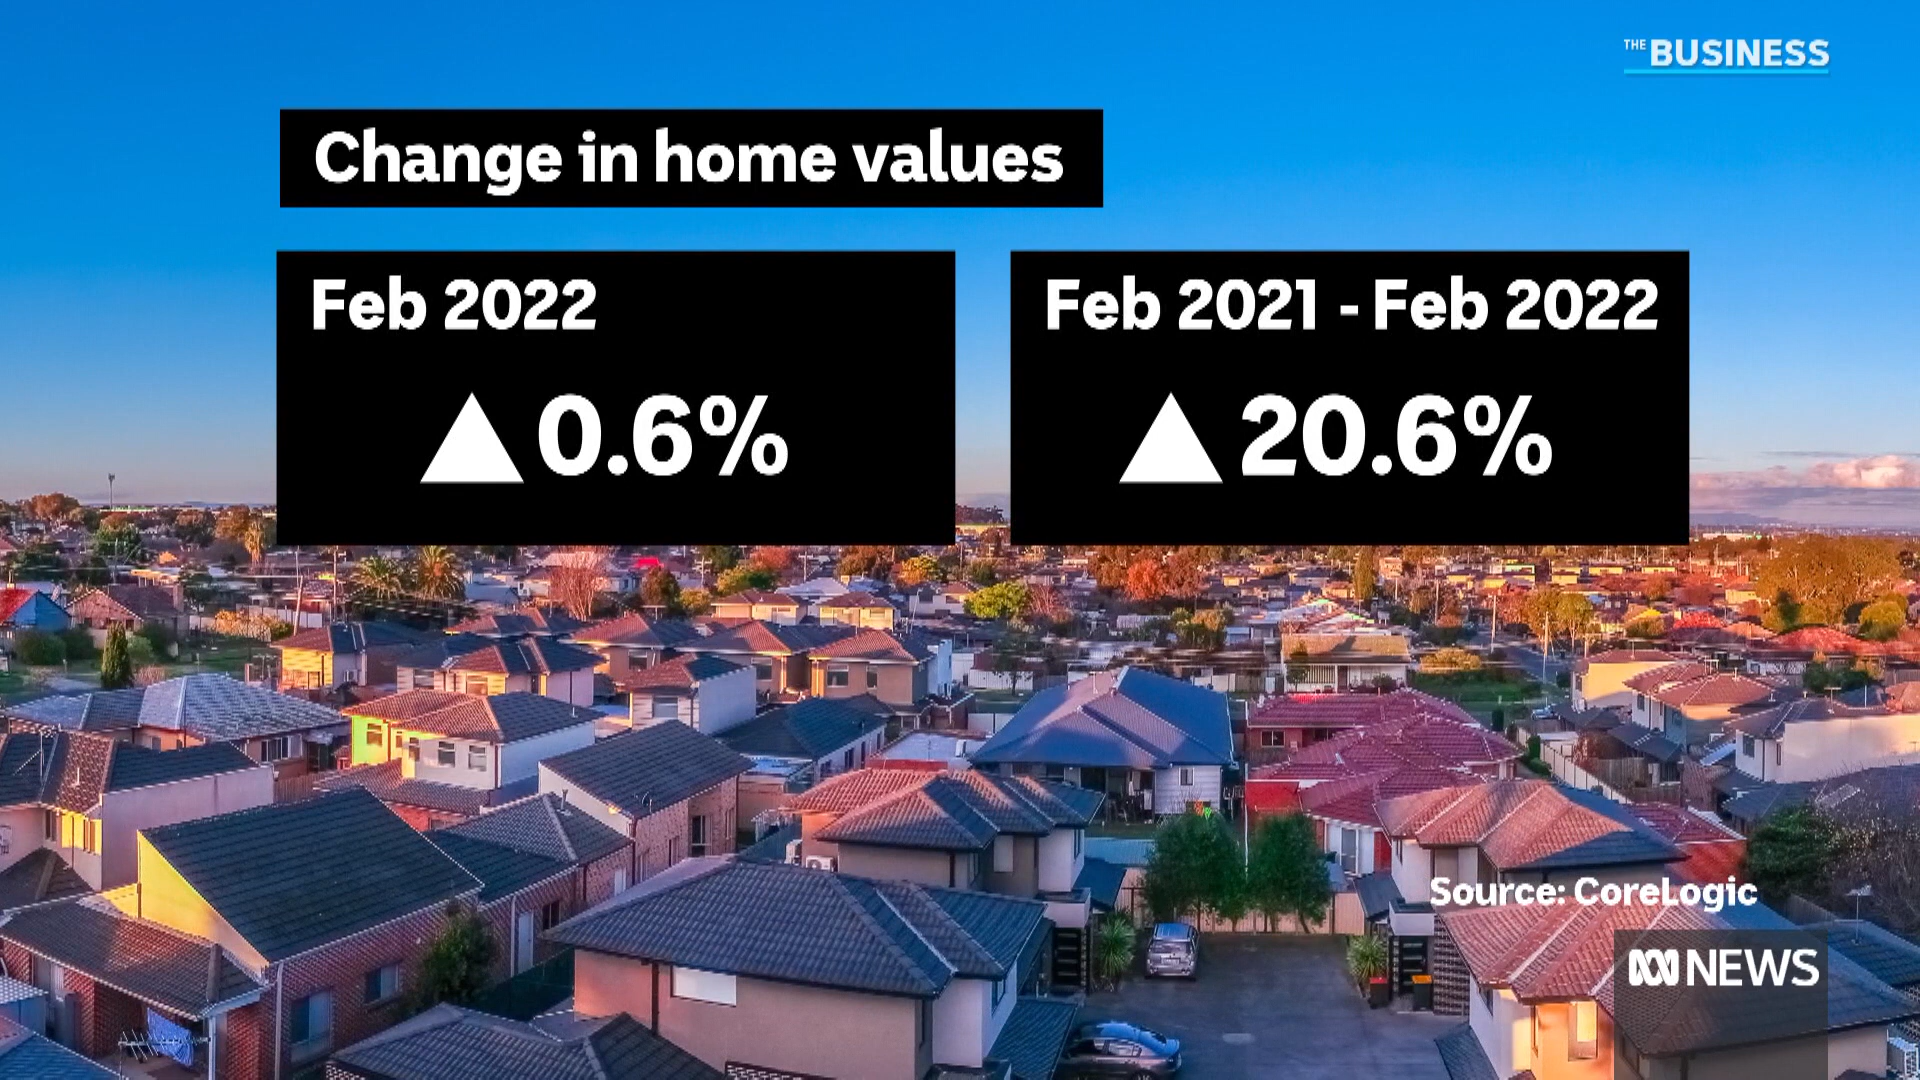 THE BUSINESS
Change in home values
Feb 2022
▲ 0.6%
Feb 2021 - Feb 2022
▲ 20.6%
Source: CoreLogic
NEWS